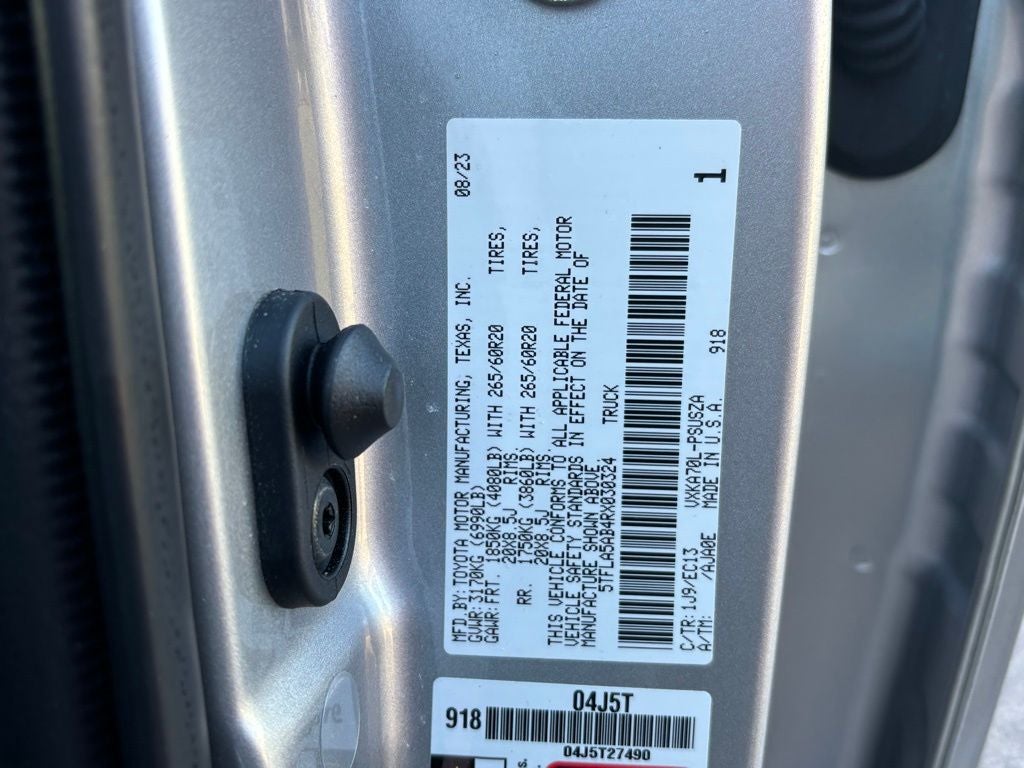 MFD.BY:TOYOTA MOTOR MANUFACTURING, TEXAS, INC. 08/23
GVWR:3170KG (6990LB)
GAWR:FRT. 1850KG (4080LB) WITH 265/60R20 TIRES,
20X8.5J RIMS.
RR. 1750KG (3860LB) WITH 265/60R20 TIRES,
20X8.5J RIMS.
THIS VEHICLE CONFORMS TO ALL APPLICABLE FEDERAL MOTOR
VEHICLE SAFETY STANDARDS IN EFFECT ON THE DATE OF
MANUFACTURE SHOWN ABOVE
5TFLA5AB4RX030324 TRUCK
C/TR:1J9/EC13 VXKA70L-PSUSZA 918
A/TM: /AJA0E MADE IN U.S.A. 1
04J5T
918
04J5T27490